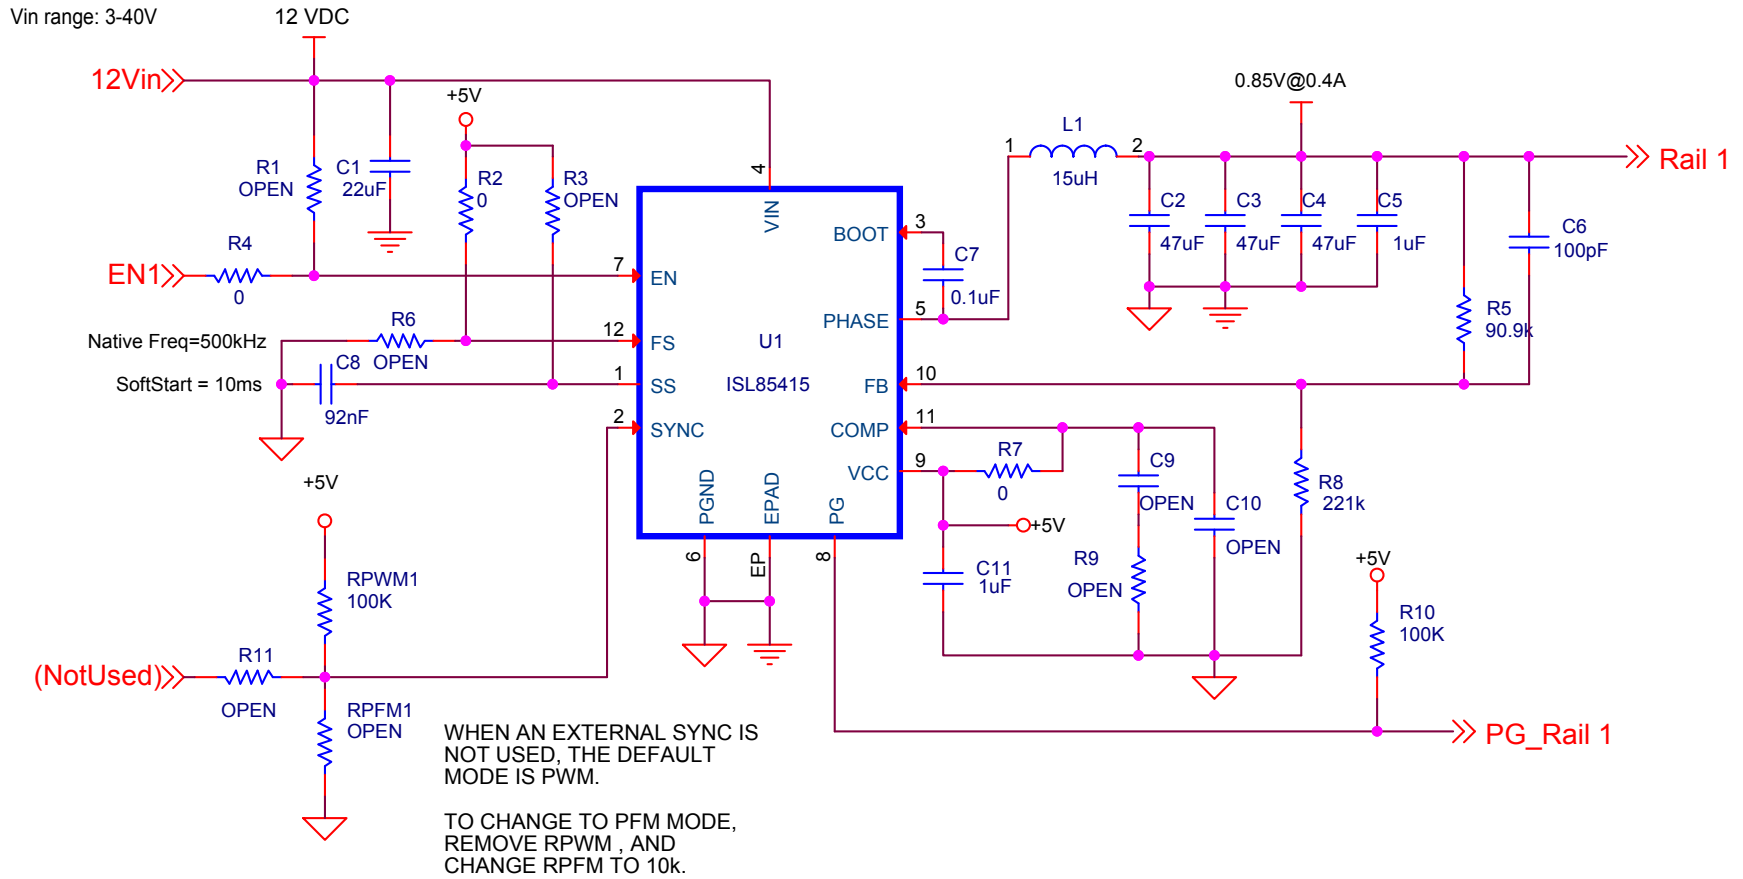 Vin range: 3-40V
12 VDC
12Vin
+5V
0.85V@0.4A
R1
OPEN
C1
22uF
R2
0
R3
OPEN
4
VIN
1
L1
2
15uH
Rail 1
C2
47uF
C3
47uF
C4
47uF
C5
1uF
C6
100pF
R4
0
EN1
7
EN
BOOT
3
C7
0.1uF
PHASE
5
R5
90.9k
Native Freq=500kHz
R6
OPEN
12
FS
U1
ISL85415
SoftStart = 10ms
C8
92nF
1
SS
FB
10
2
SYNC
COMP
11
VCC
9
R7
0
C9
OPEN
C10
OPEN
R8
221k
PGND
EPAD
PG
6
EP
8
+5V
C11
1uF
R9
OPEN
+5V
R10
100K
+5V
RPWM1
100K
(NotUsed)
R11
OPEN
RPFM1
OPEN
PG_Rail 1
WHEN AN EXTERNAL SYNC IS
NOT USED, THE DEFAULT
MODE IS PWM.
TO CHANGE TO PFM MODE,
REMOVE RPWM , AND
CHANGE RPFM TO 10k.